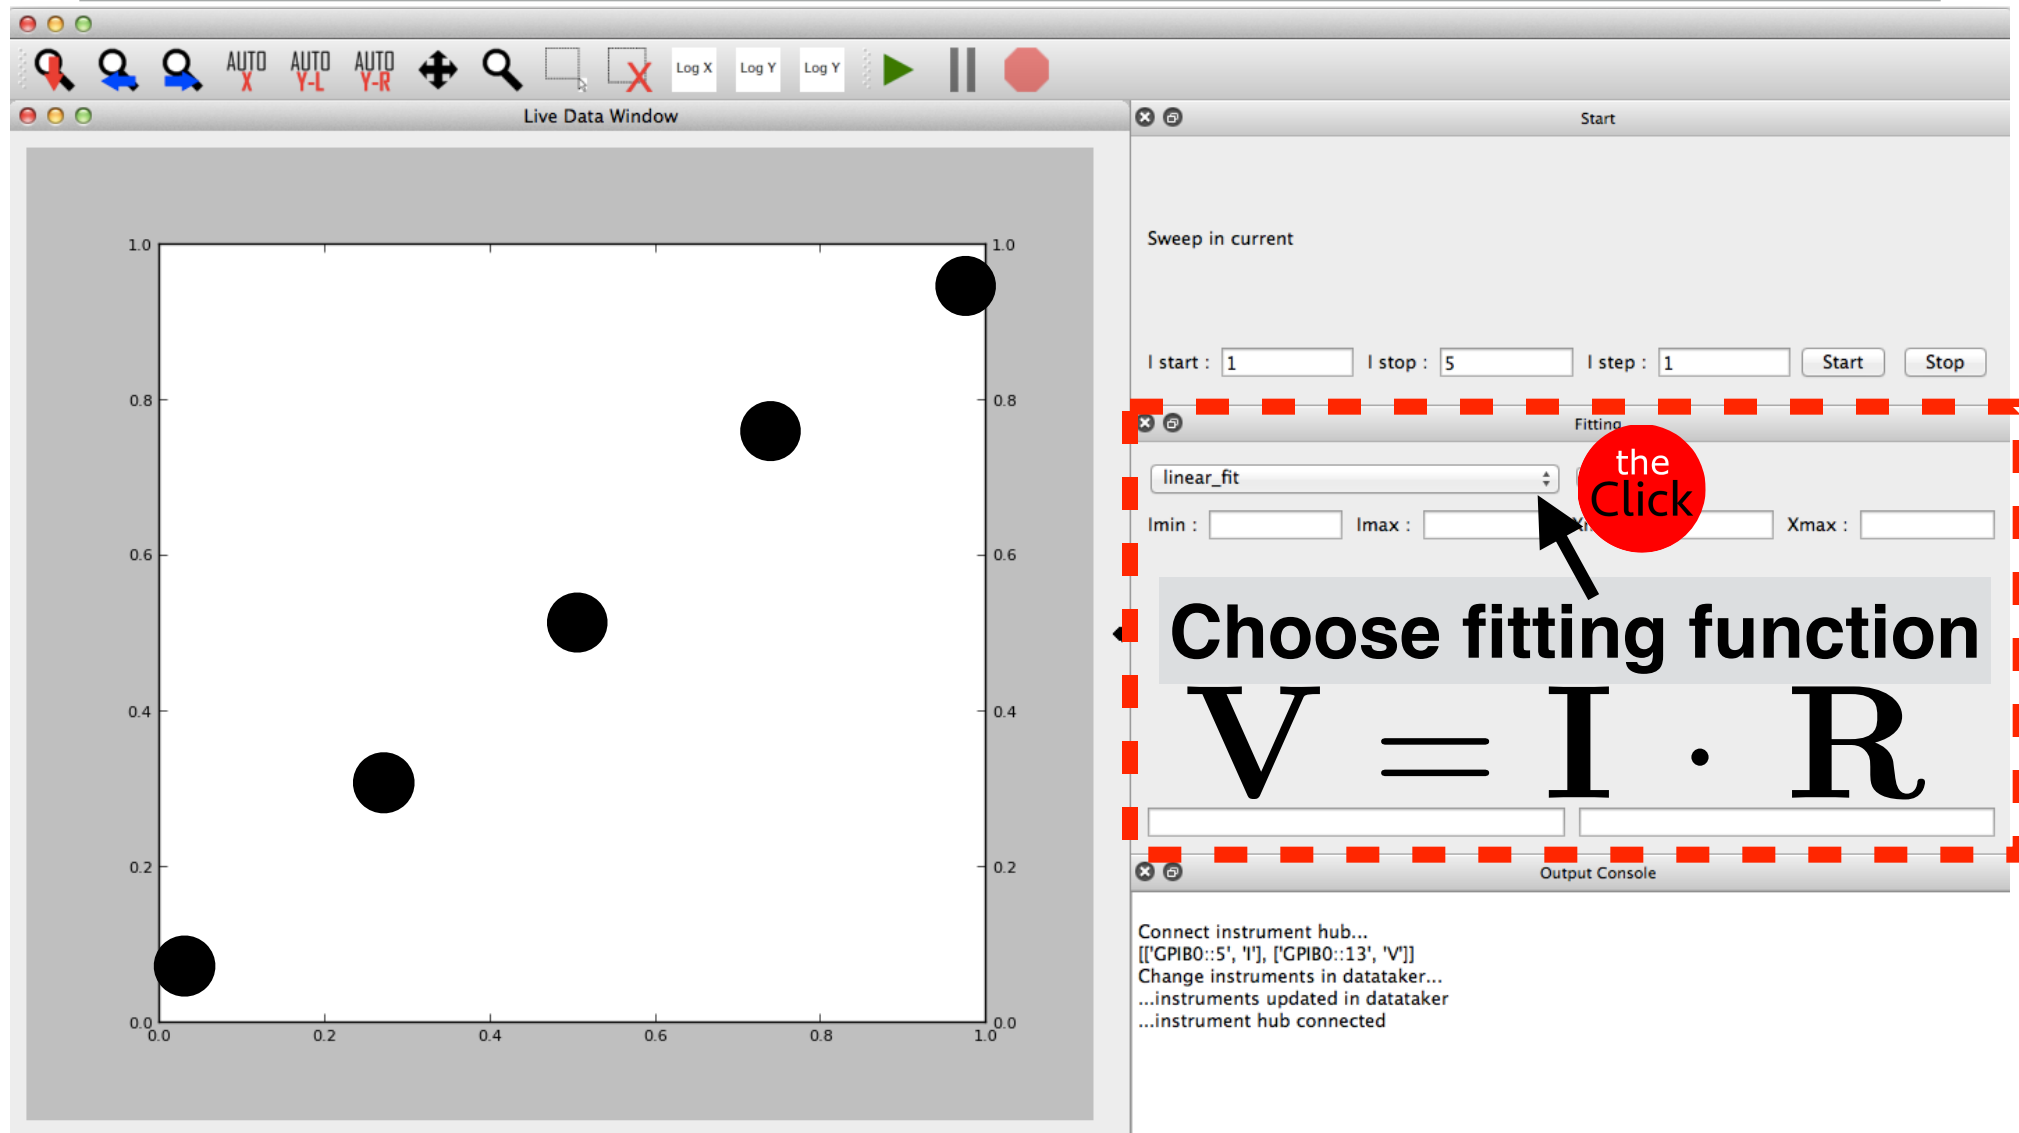 AUTO X
AUTO Y-L
AUTO Y-R
Log X
Log Y
Log Y
Live Data Window
Start
Sweep in current
I start :
1
I stop :
5
I step :
1
Start
Stop
Fitting
linear_fit
the
Click
Imin :
Imax :
Xmax :
Choose fitting function
V = I · R
Output Console
Connect instrument hub...
[['GPIB0::5', 'I'], ['GPIB0::13', 'V']]
Change instruments in datataker...
...instruments updated in datataker
...instrument hub connected
1.0
0.8
0.6
0.4
0.2
0.0
1.0
0.8
0.6
0.4
0.2
0.0
0.0 0.2 0.4 0.6 0.8 1.0